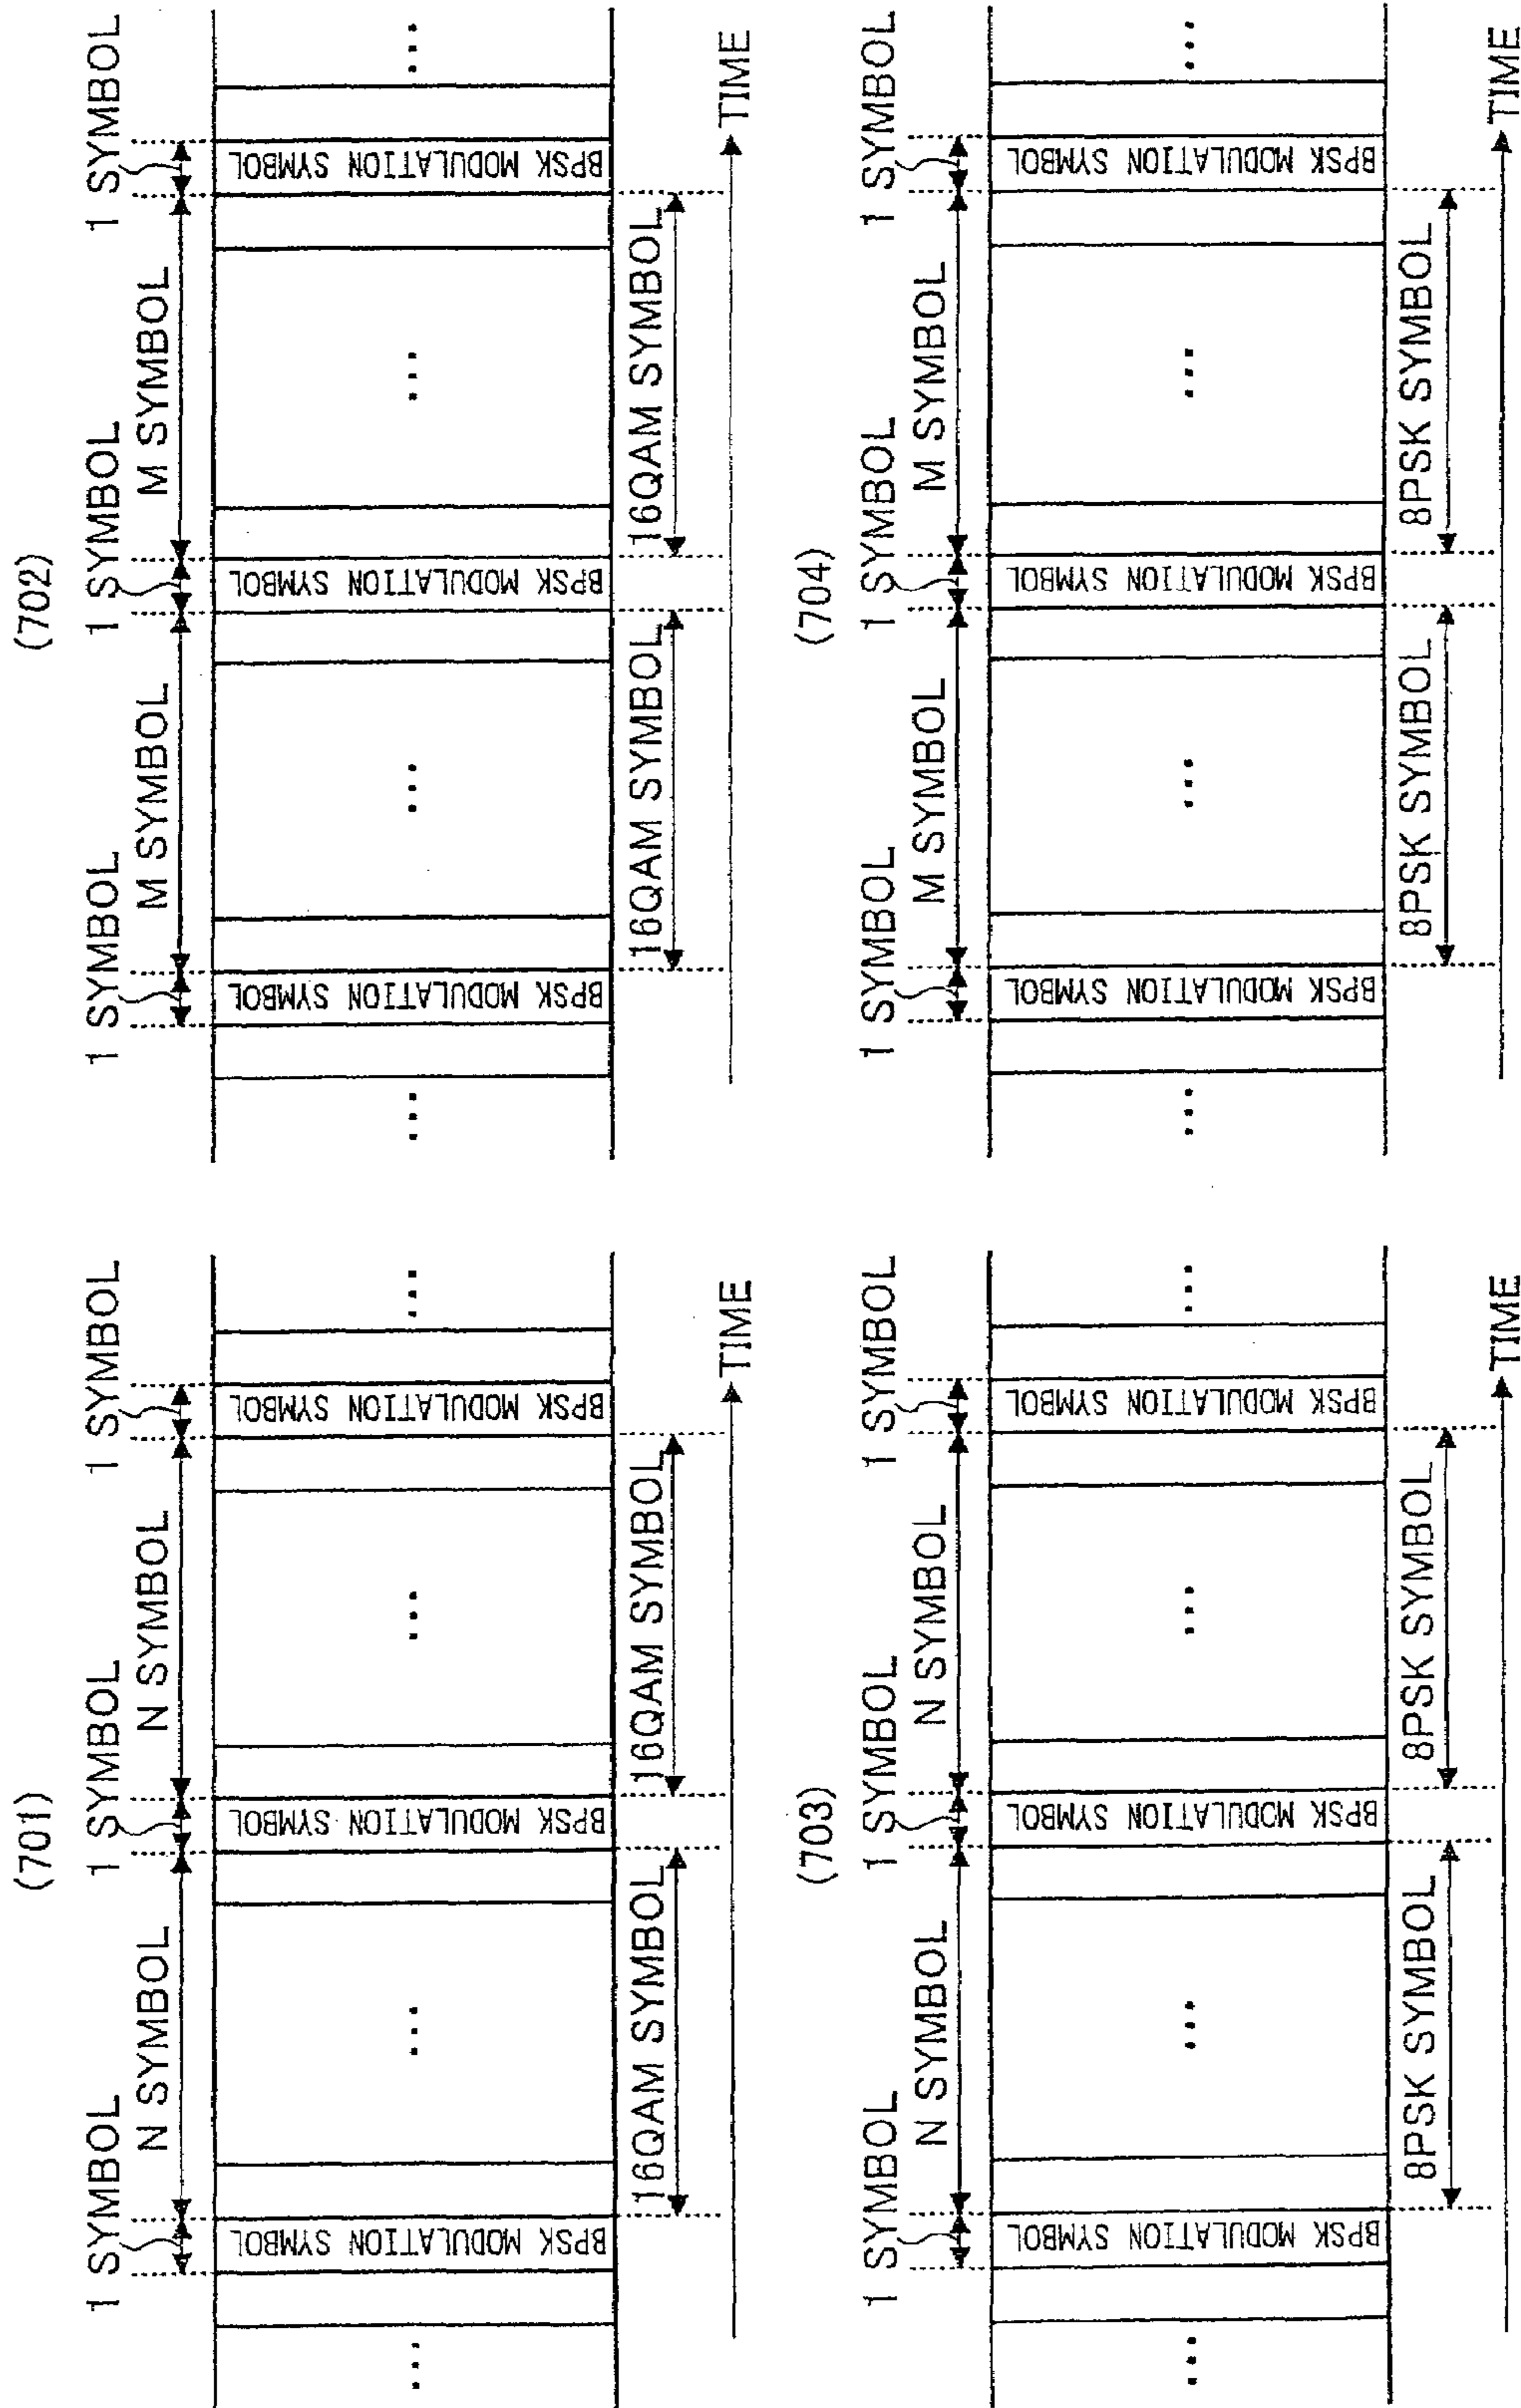 (701)
1 SYMBOL 1 SYMBOL 1 SYMBOL
N SYMBOL N SYMBOL
... BPSK MODULATION SYMBOL ... BPSK MODULATION SYMBOL ... BPSK MODULATION SYMBOL ...
16QAM SYMBOL 16QAM SYMBOL
TIME
(702)
1 SYMBOL 1 SYMBOL 1 SYMBOL
M SYMBOL M SYMBOL
... BPSK MODULATION SYMBOL ... BPSK MODULATION SYMBOL ... BPSK MODULATION SYMBOL ...
16QAM SYMBOL 16QAM SYMBOL
TIME
(703)
1 SYMBOL 1 SYMBOL 1 SYMBOL
N SYMBOL N SYMBOL
... BPSK MODULATION SYMBOL ... BPSK MODULATION SYMBOL ... BPSK MODULATION SYMBOL ...
8PSK SYMBOL 8PSK SYMBOL
TIME
(704)
1 SYMBOL 1 SYMBOL 1 SYMBOL
M SYMBOL M SYMBOL
... BPSK MODULATION SYMBOL ... BPSK MODULATION SYMBOL ... BPSK MODULATION SYMBOL ...
8PSK SYMBOL 8PSK SYMBOL
TIME